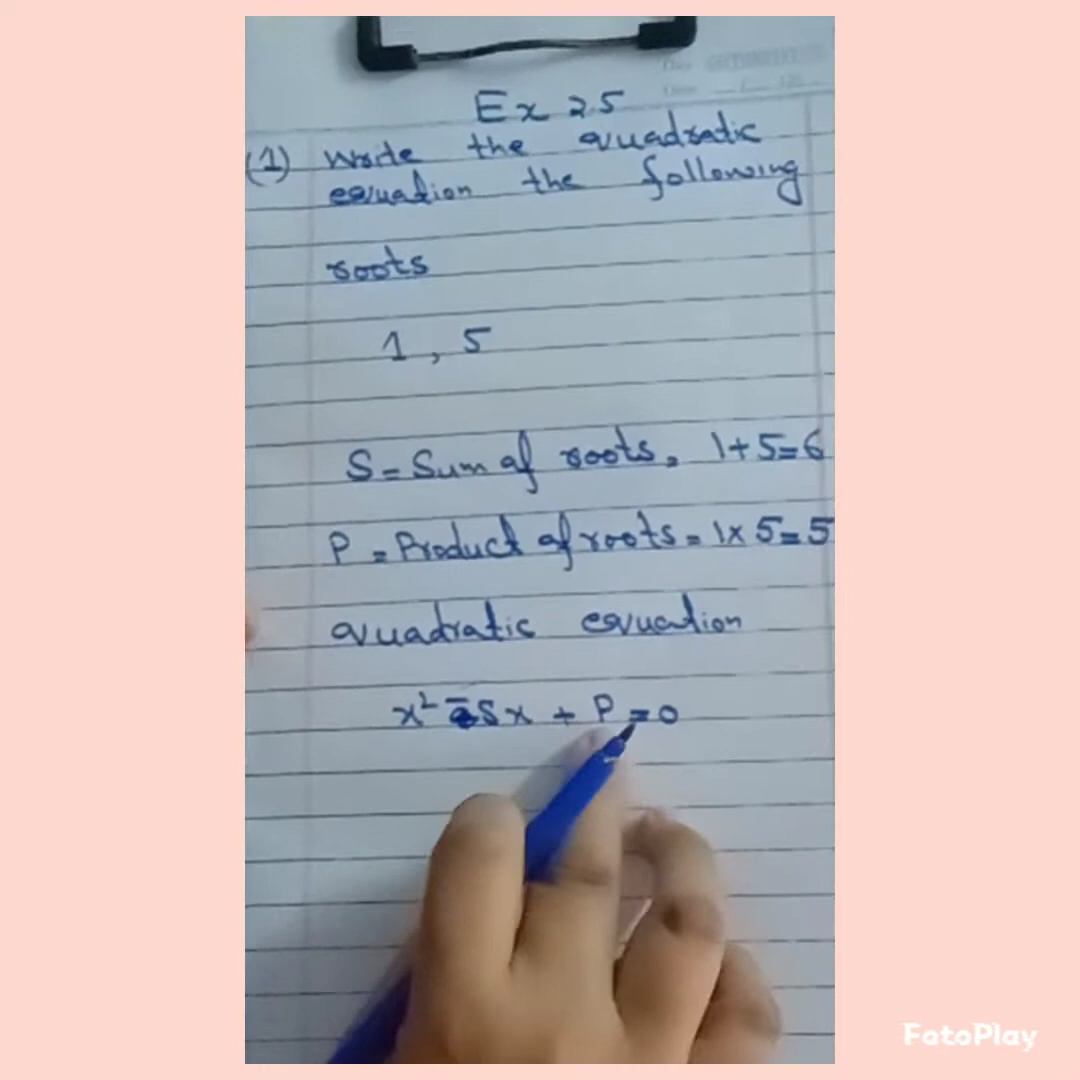 Ex 2.5
(1) Write the quadratic
equation the following
roots
1, 5
S = Sum of roots, 1+5=6
P = Product of roots = 1×5=5
quadratic equation
x² - Sx + P = 0
FotoPlay